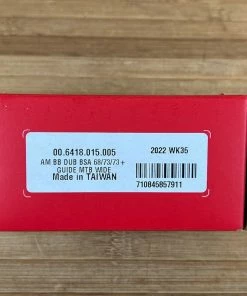 00.6418.015.005
2022 WK36
AM BB DUB BSA 68/73/73+
GUIDE MTB WIDE
Made in TAIWAN
710845857911